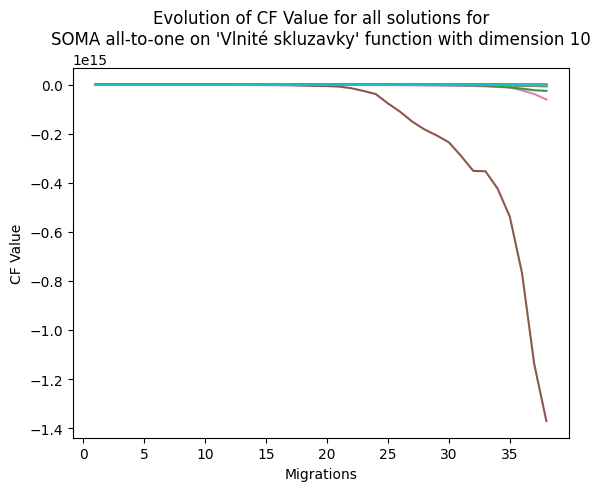 Evolution of CF Value for all solutions for
SOMA all-to-one on 'Vlnité skluzavky' function with dimension 10
1e15
0.0
−0.2
−0.4
−0.6
−0.8
−1.0
−1.2
−1.4
CF Value
0 5 10 15 20 25 30 35
Migrations